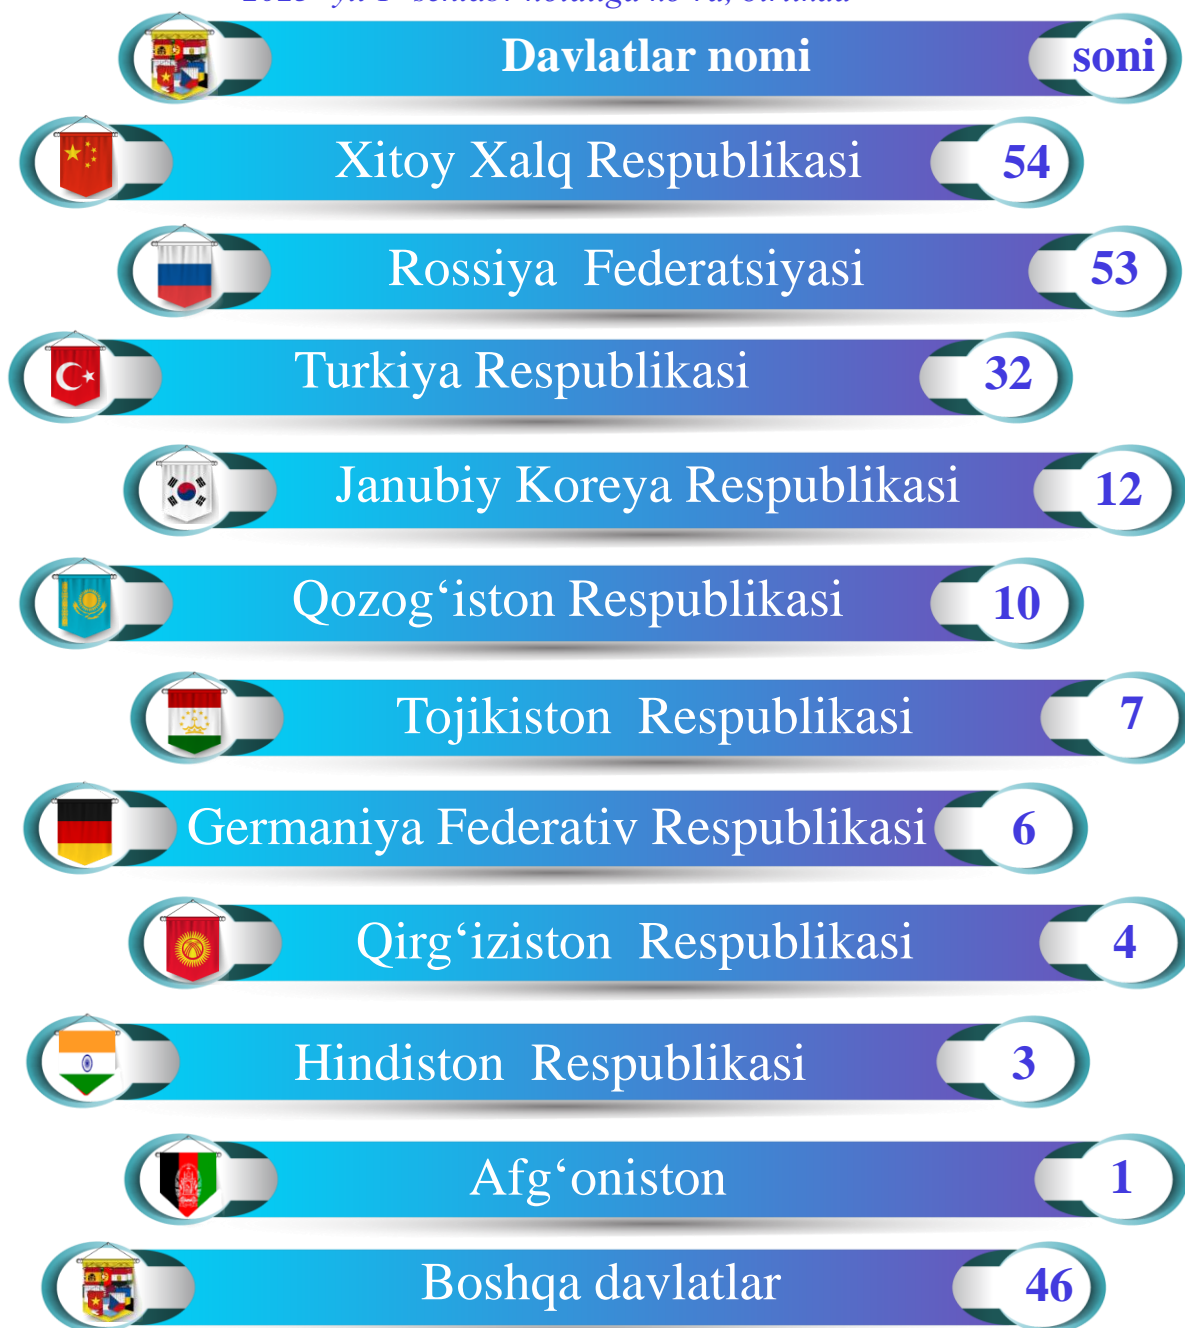 Davlatlar nomi soni
Xitoy Xalq Respublikasi 54
Rossiya Federatsiyasi 53
Turkiya Respublikasi 32
Janubiy Koreya Respublikasi 12
Qozog‘iston Respublikasi 10
Tojikiston Respublikasi 7
Germaniya Federativ Respublikasi 6
Qirg‘iziston Respublikasi 4
Hindiston Respublikasi 3
Afg‘oniston 1
Boshqa davlatlar 46